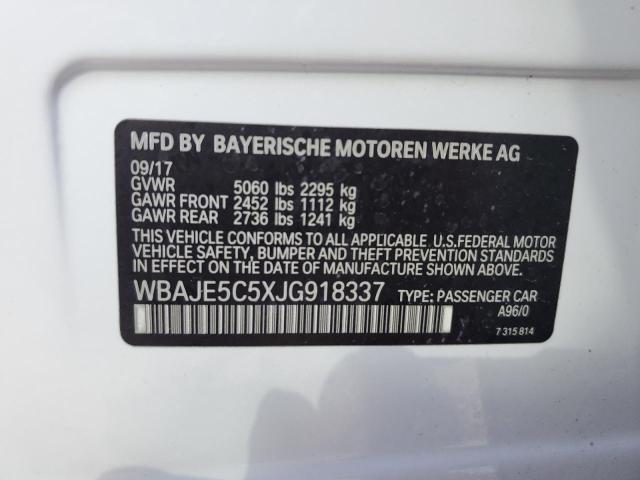 MFD BY BAYERISCHE MOTOREN WERKE AG
09/17
GVWR 5060 lbs 2295 kg
GAWR FRONT 2452 lbs 1112 kg
GAWR REAR 2736 lbs 1241 kg
THIS VEHICLE CONFORMS TO ALL APPLICABLE U.S.FEDERAL MOTOR
VEHICLE SAFETY, BUMPER AND THEFT PREVENTION STANDARDS
IN EFFECT ON THE DATE OF MANUFACTURE SHOWN ABOVE.
WBAJE5C5XJG918337 TYPE: PASSENGER CAR
A96/0
7 315 814